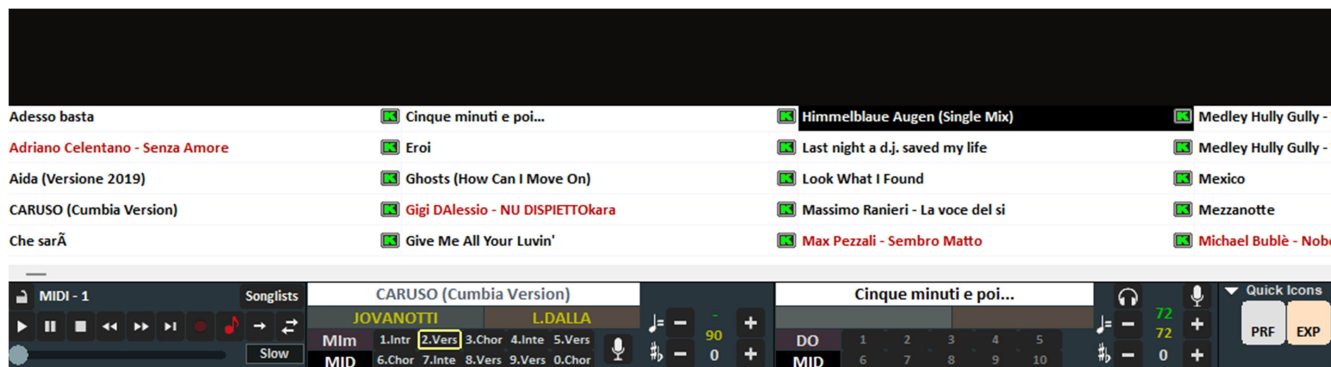 Adesso basta
Cinque minuti e poi...
Himmelblaue Augen (Single Mix)
Medley Hully Gully -
Adriano Celentano - Senza Amore
Eroi
Last night a d.j. saved my life
Medley Hully Gully -
Aida (Versione 2019)
Ghosts (How Can I Move On)
Look What I Found
Mexico
CARUSO (Cumbia Version)
Gigi DAlessio - NU DISPIETTOkara
Massimo Ranieri - La voce del si
Mezzanotte
Che sarÃ
Give Me All Your Luvin'
Max Pezzali - Sembro Matto
Michael Bublè - Nob
MIDI - 1
Songlists
Slow
CARUSO (Cumbia Version)
JOVANOTTI
L.DALLA
MIm
1.Intr 2.Vers 3.Chor 4.Inte 5.Vers
MID
6.Chor 7.Inte 8.Vers 9.Vers 0.Chor
-
90
0
Cinque minuti e poi...
DO
1 2 3 4 5
MID
6 7 8 9 10
72
72
0
Quick Icons
PRF
EXP